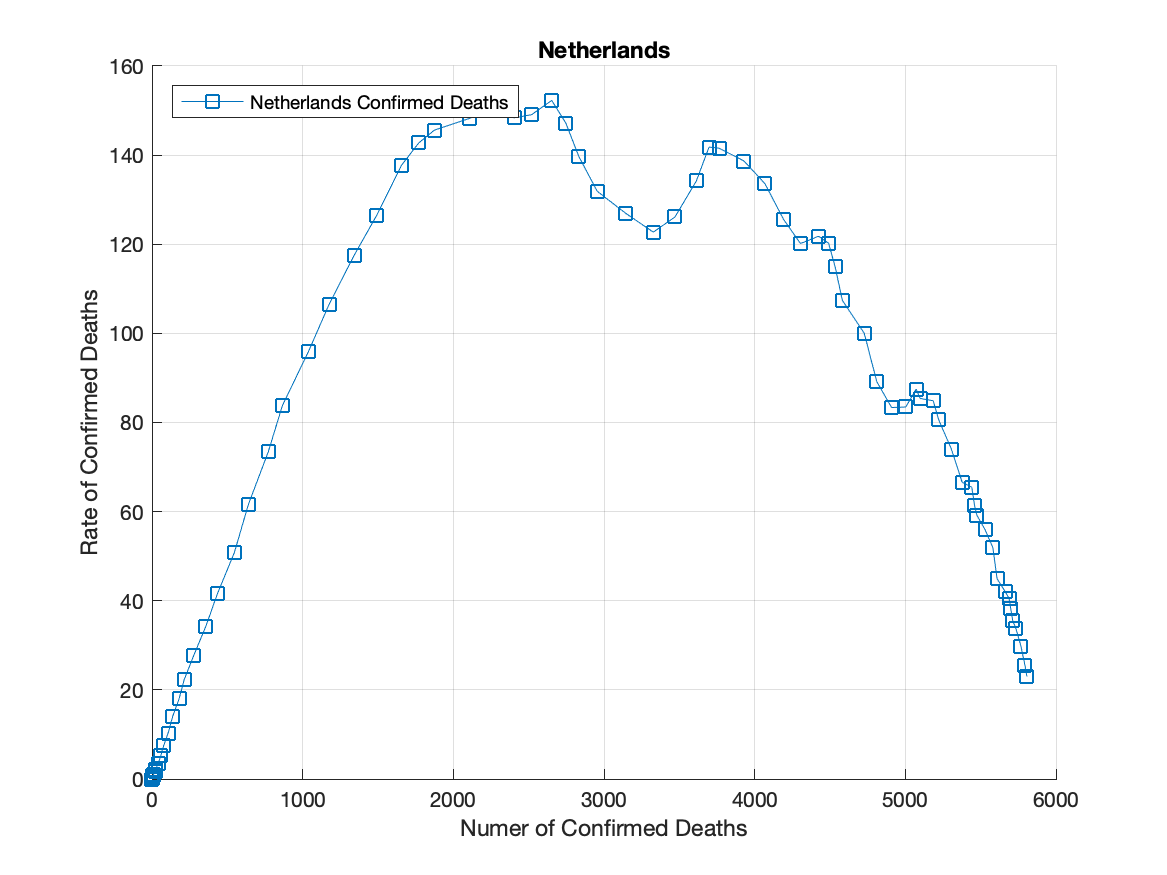 Netherlands
160
Netherlands Confirmed Deaths
140
120
100
80
60
40
20
0
Rate of Confirmed Deaths
0 1000 2000 3000 4000 5000 6000
Numer of Confirmed Deaths